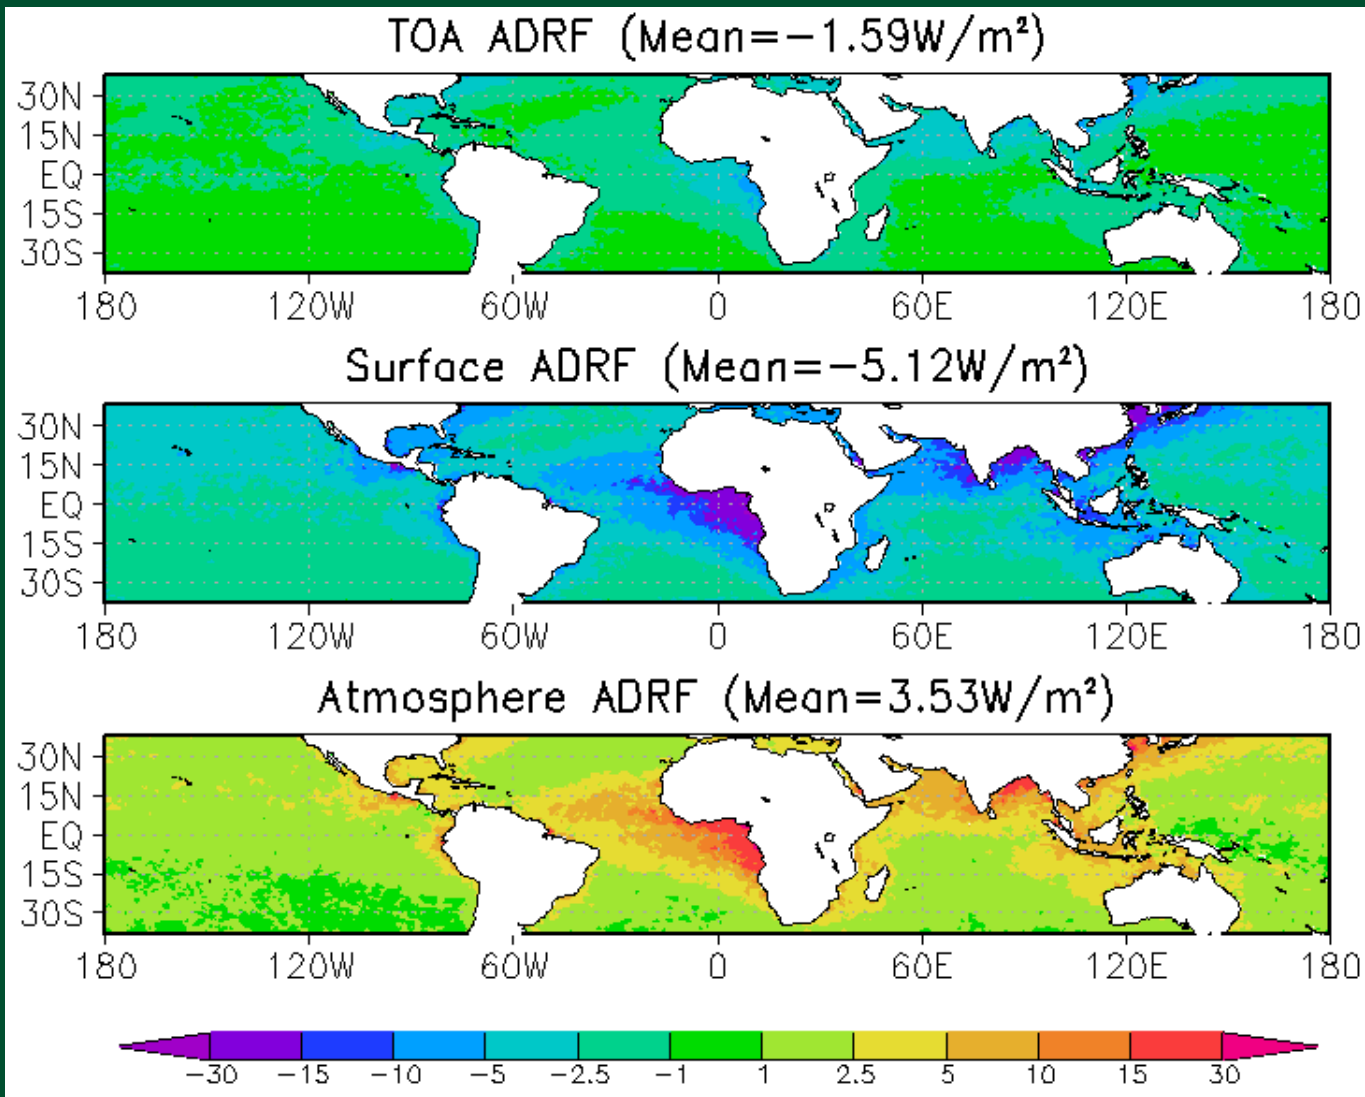 TOA ADRF (Mean=−1.59W/m²)
30N
15N
EQ
15S
30S
180 120W 60W 0 60E 120E 180
Surface ADRF (Mean=−5.12W/m²)
30N
15N
EQ
15S
30S
180 120W 60W 0 60E 120E 180
Atmosphere ADRF (Mean=3.53W/m²)
30N
15N
EQ
15S
30S
180 120W 60W 0 60E 120E 180
−30 −15 −10 −5 −2.5 −1 1 2.5 5 10 15 30